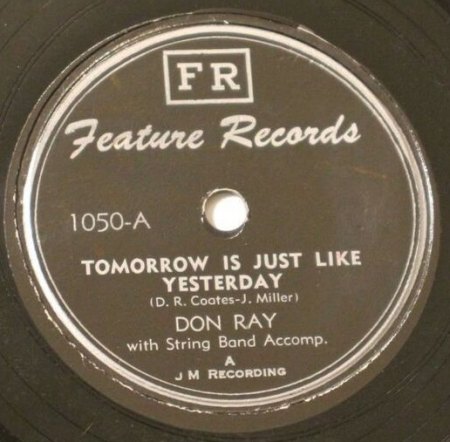 FR
Feature Records
1050-A
TOMORROW IS JUST LIKE
YESTERDAY
(D. R. Coates-J. Miller)
DON RAY
with String Band Accomp.
A
J M RECORDING